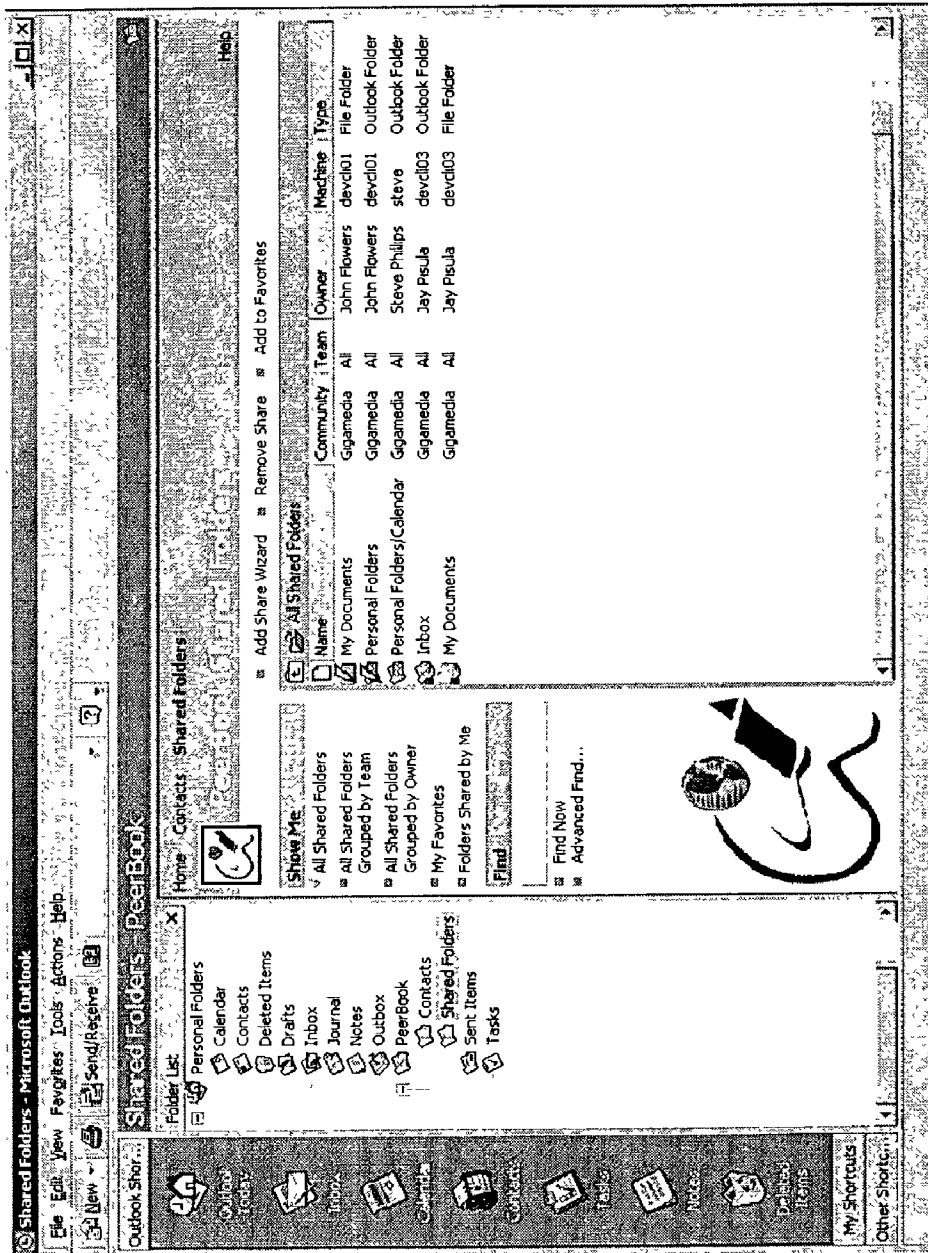 Shared Folders - Microsoft Outlook
File Edit View Favorites Tools Actions Help
New Send/Receive
Shared Folders - PeerBook
Outlook Shor...
Outlook Today
Inbox
Calendar
Contacts
Tasks
Notes
Deleted Items
My Shortcuts
Other Shortc...
Folder List
Personal Folders
Calendar
Contacts
Deleted Items
Drafts
Inbox
Journal
Notes
Outbox
PeerBook
Contacts
Shared Folders
Sent Items
Tasks
Home Contacts Shared Folders
PeerBook Shared Folders
Help
Add Share Wizard Remove Share Add to Favorites
Show Me
All Shared Folders
All Shared Folders Grouped by Team
All Shared Folders Grouped by Owner
My Favorites
Folders Shared by Me
Find
Find Now
Advanced Find...
All Shared Folders
Name Community Team Owner Machine Type
My Documents Gigamedia All John Flowers devcli01 File Folder
Personal Folders Gigamedia All John Flowers devcli01 Outlook Folder
Personal Folders/Calendar Gigamedia All Steve Phillips steve Outlook Folder
Inbox Gigamedia All Jay Pisula devcli03 Outlook Folder
My Documents Gigamedia All Jay Pisula devcli03 File Folder